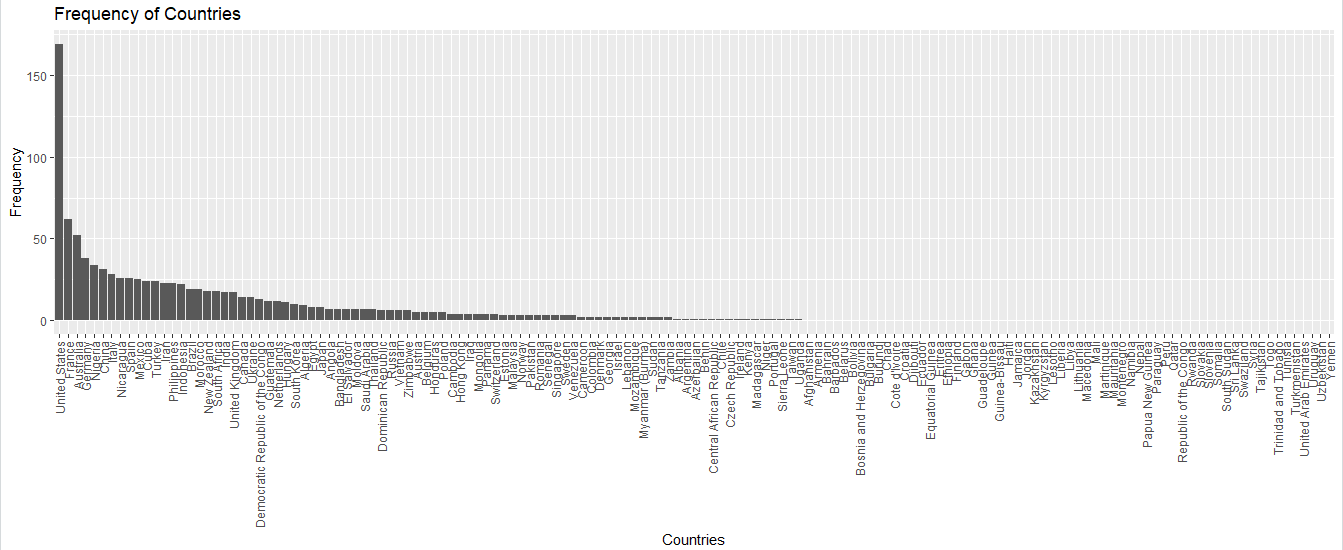 Frequency of Countries
150
100
50
0
Frequency
United States
France
Australia
Germany
Nigeria
China
Italy
Nicaragua
Spain
Mexico
Cuba
Turkey
Iran
Philippines
Indonesia
Brazil
Morocco
New Zealand
South Africa
India
United Kingdom
Canada
Ukraine
Democratic Republic of the Congo
Guatemala
Netherlands
Hungary
South Korea
Algeria
Egypt
Japan
Angola
Bangladesh
El Salvador
Moldova
Saudi Arabia
Thailand
Dominican Republic
Russia
Vietnam
Zimbabwe
Austria
Belgium
Honduras
Poland
Cambodia
Hong Kong
Iraq
Mongolia
Panama
Switzerland
Estonia
Malaysia
Norway
Pakistan
Romania
Senegal
Singapore
Sweden
Venezuela
Cameroon
Colombia
Denmark
Georgia
Israel
Lebanon
Mozambique
Myanmar (Burma)
Sudan
Tanzania
Zambia
Albania
Argentina
Azerbaijan
Benin
Central African Republic
Chile
Czech Republic
Ireland
Kenya
Madagascar
Niger
Portugal
Sierra Leone
Taiwan
Uganda
Afghanistan
Armenia
Bahrain
Barbados
Belarus
Bolivia
Bosnia and Herzegovina
Bulgaria
Burundi
Chad
Cote d'Ivoire
Croatia
Djibouti
Ecuador
Equatorial Guinea
Eritrea
Ethiopia
Finland
Gabon
Ghana
Guadeloupe
Guinea
Guinea-Bissau
Haiti
Jamaica
Jordan
Kazakhstan
Kyrgyzstan
Lesotho
Liberia
Libya
Lithuania
Macedonia
Mali
Martinique
Mauritania
Montenegro
Namibia
Nepal
Papua New Guinea
Paraguay
Peru
Qatar
Republic of the Congo
Rwanda
Slovakia
Slovenia
Somalia
South Sudan
Sri Lanka
Swaziland
Syria
Tajikistan
Togo
Trinidad and Tobago
Tunisia
Turkmenistan
United Arab Emirates
Uruguay
Uzbekistan
Yemen
Countries